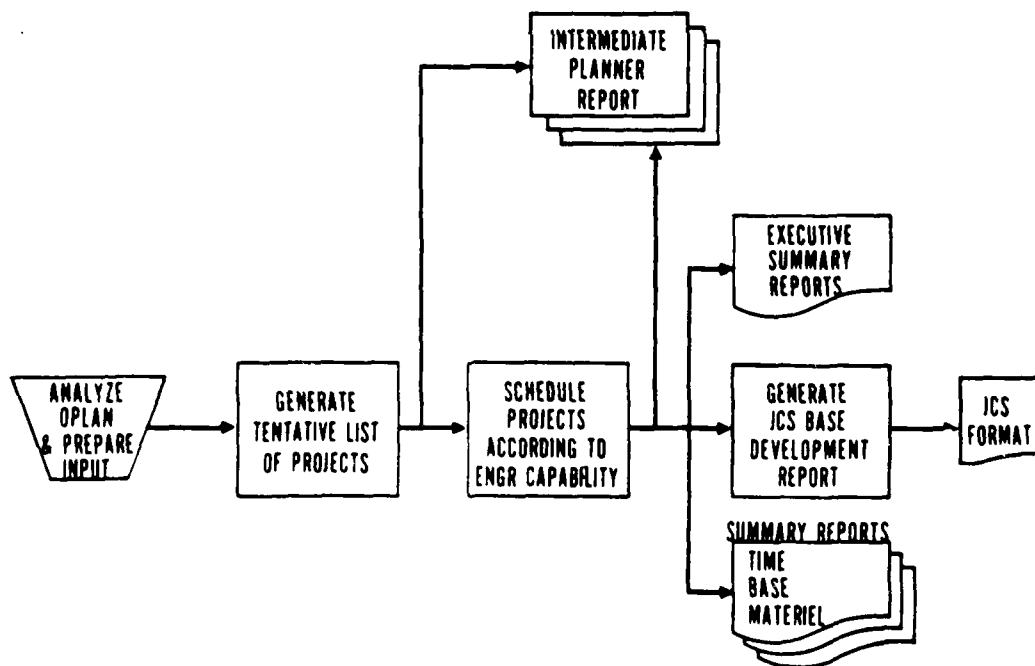 INTERMEDIATE
PLANNER
REPORT
EXECUTIVE
SUMMARY
REPORTS
ANALYZE
OPLAN
& PREPARE
INPUT
GENERATE
TENTATIVE LIST
OF PROJECTS
SCHEDULE
PROJECTS
ACCORDING TO
ENGR CAPABILITY
GENERATE
JCS BASE
DEVELOPMENT
REPORT
JCS
FORMAT
SUMMARY REPORTS
TIME
BASE
MATERIEL